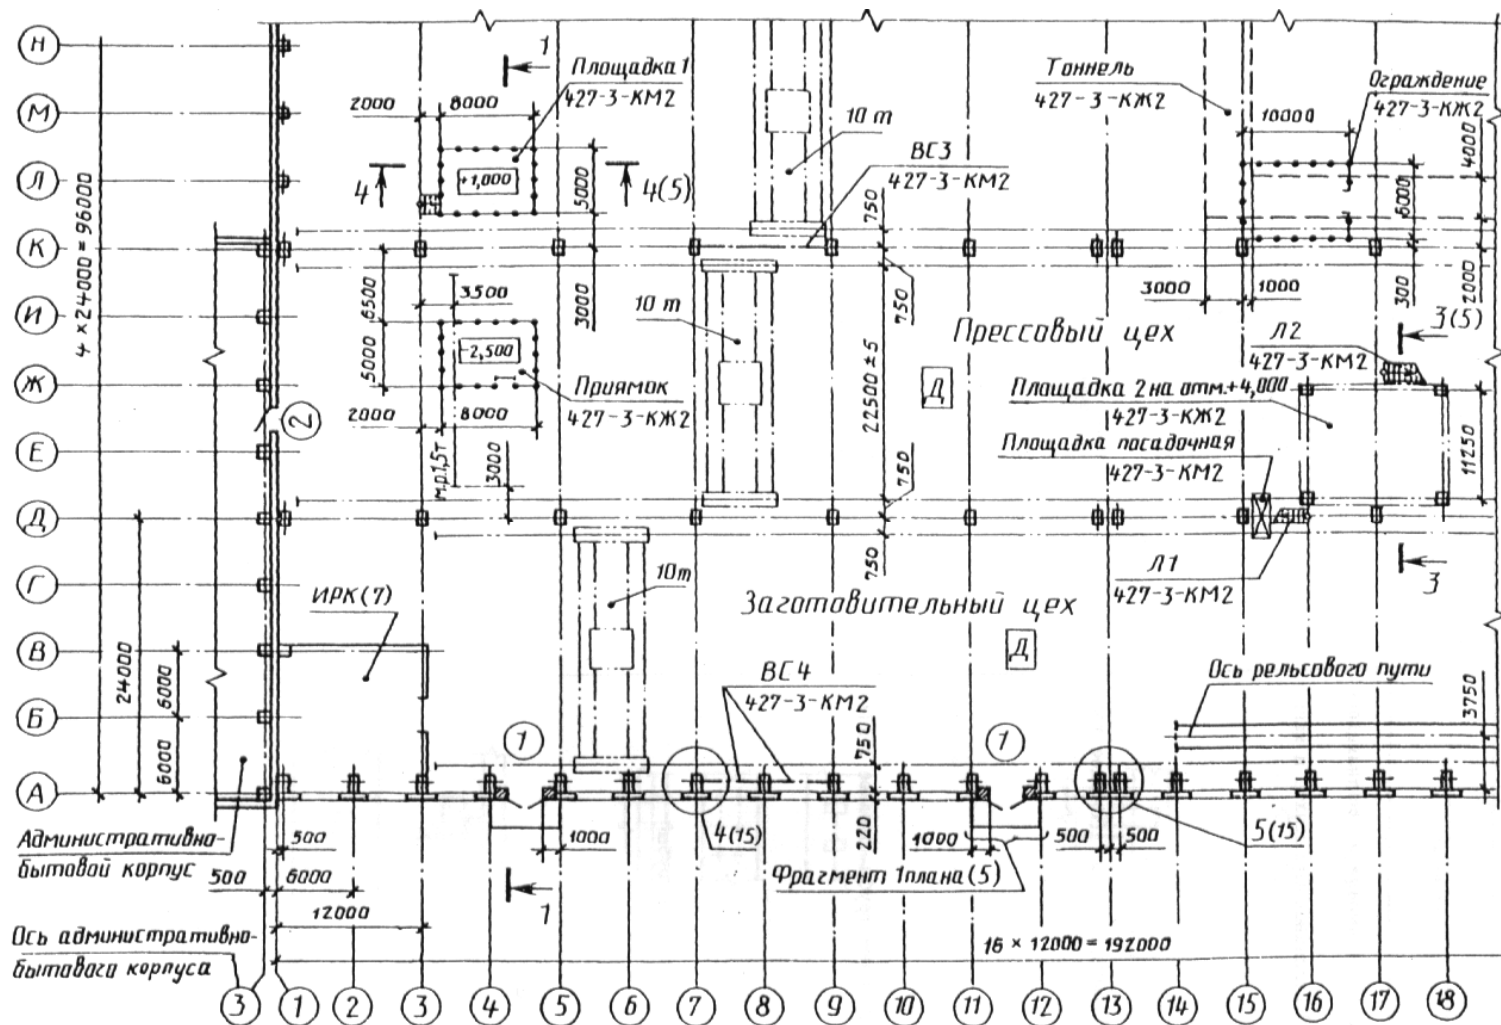 Н
М
Л
К
И
Ж
Е
Д
Г
В
Б
А
4 × 24000 = 96000
24000
6000
6000
2000
8000
1
Площадка 1
427-3-КМ2
+1,000
4
4(5)
5000
3000
10 т
ВС3
427-3-КМ2
750
750
Тоннель
427-3-КЖ2
Ограждение
427-3-КЖ2
10000
4000
6000
3000
1000
300
2000
6500
5000
3500
-2,500
Приямок
427-3-КЖ2
2000
8000
м.р.1,5т
3000
10 т
22500 ± 5
Прессовый цех
Д
3(5)
Л2
427-3-КМ2
Площадка 2 на отм.+4,000
427-3-КЖ2
Площадка посадочная
427-3-КМ2
11250
750
750
2
ИРК(7)
10т
Л1
427-3-КМ2
3
Заготовительный цех
Д
ВС4
427-3-КМ2
Ось рельсового пути
3750
750
220
1
1
Административно-
бытовой корпус
500
500
6000
12000
1000
4(15)
1000
500
500
5(15)
Фрагмент 1плана(5)
1
Ось административно-
бытового корпуса
16 × 12000 = 192000
3
1
2
3
4
5
6
7
8
9
10
11
12
13
14
15
16
17
18